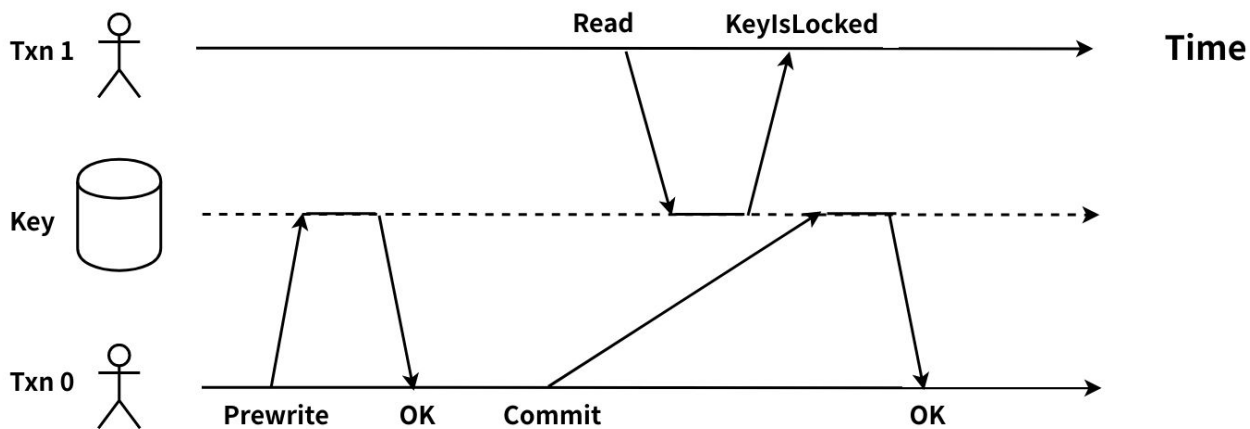 Read KeyIsLocked
Txn 1
Time
Key
Txn 0
Prewrite OK Commit OK